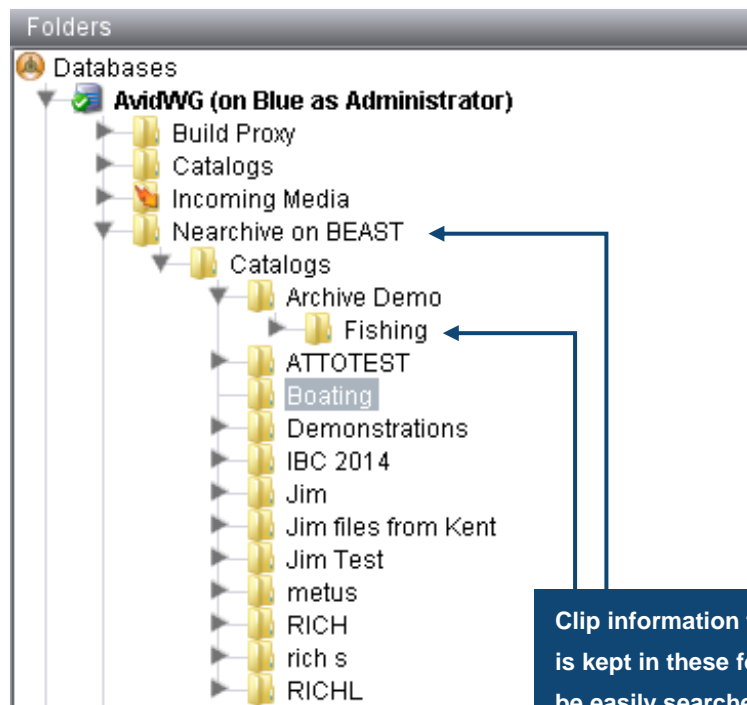 Folders
Databases
AvidWG (on Blue as Administrator)
Build Proxy
Catalogs
Incoming Media
Nearchive on BEAST
Catalogs
Archive Demo
Fishing
ATTOTEST
Boating
Demonstrations
IBC 2014
Jim
Jim files from Kent
Jim Test
metus
RICH
rich s
RICHL
Clip information
is kept in these
be easily